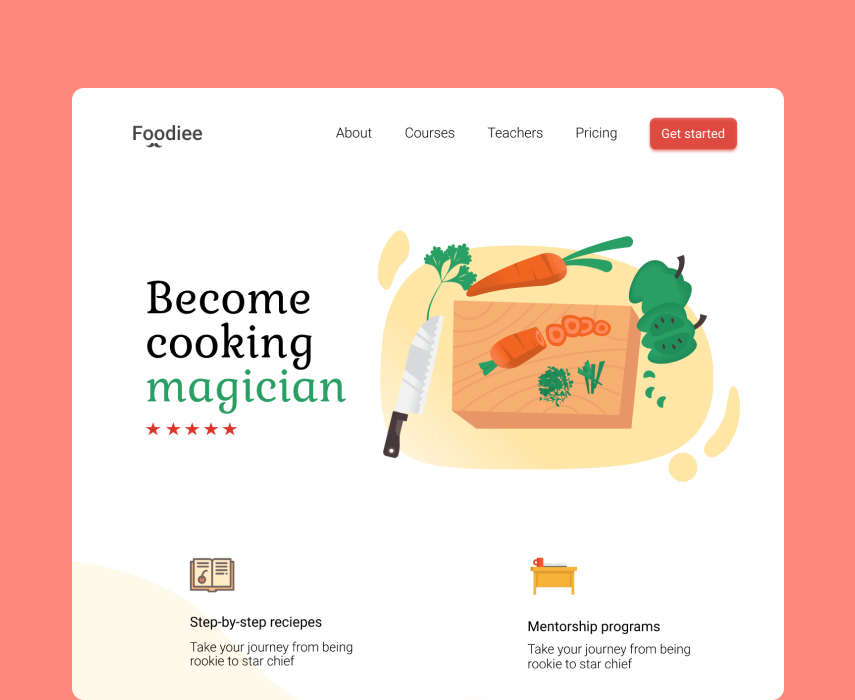 Foodiee
About Courses Teachers Pricing Get started
Become
cooking
magician
Step-by-step reciepes
Take your journey from being
rookie to star chief
Mentorship programs
Take your journey from being
rookie to star chief